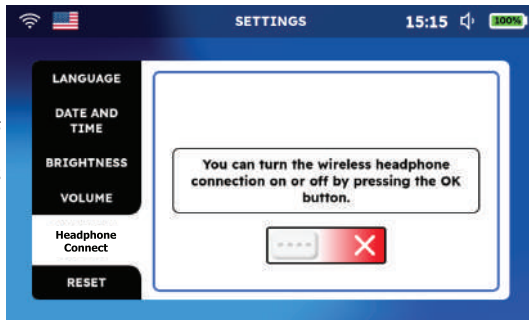 SETTINGS
15:15
100%
LANGUAGE
DATE AND
TIME
BRIGHTNESS
VOLUME
Headphone
Connect
RESET
You can turn the wireless headphone
connection on or off by pressing the OK
button.